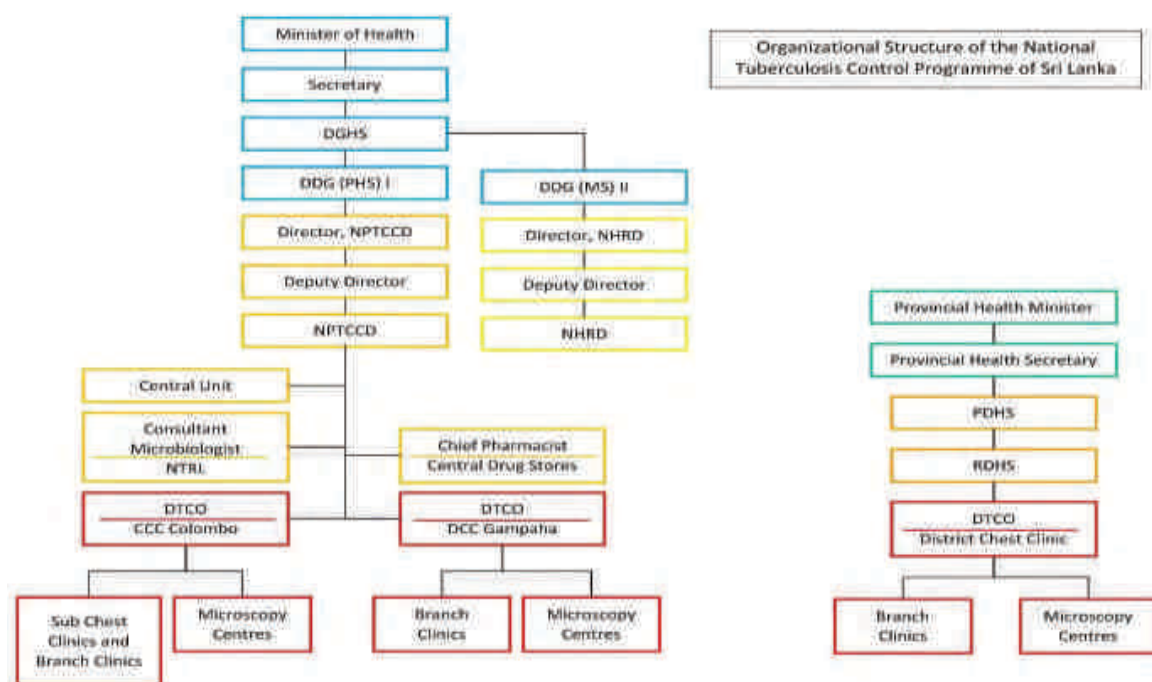 Minister of Health
Organizational Structure of the National
Tuberculosis Control Programme of Sri Lanka
Secretary
DGHS
DDG (PHS) I
DDG (MS) II
Director, NPTCCD
Director, NHRD
Deputy Director
Deputy Director
NPTCCD
NHRD
Provincial Health Minister
Provincial Health Secretary
PDHS
RDHS
DTCO
District Chest Clinic
Branch
Clinics
Microscopy
Centres
Central Unit
Consultant
Microbiologist
NTRL
Chief Pharmacist
Central Drug Stores
DTCO
CCC Colombo
DTCO
DCC Gampaha
Sub Chest
Clinics and
Branch Clinics
Microscopy
Centres
Branch
Clinics
Microscopy
Centres